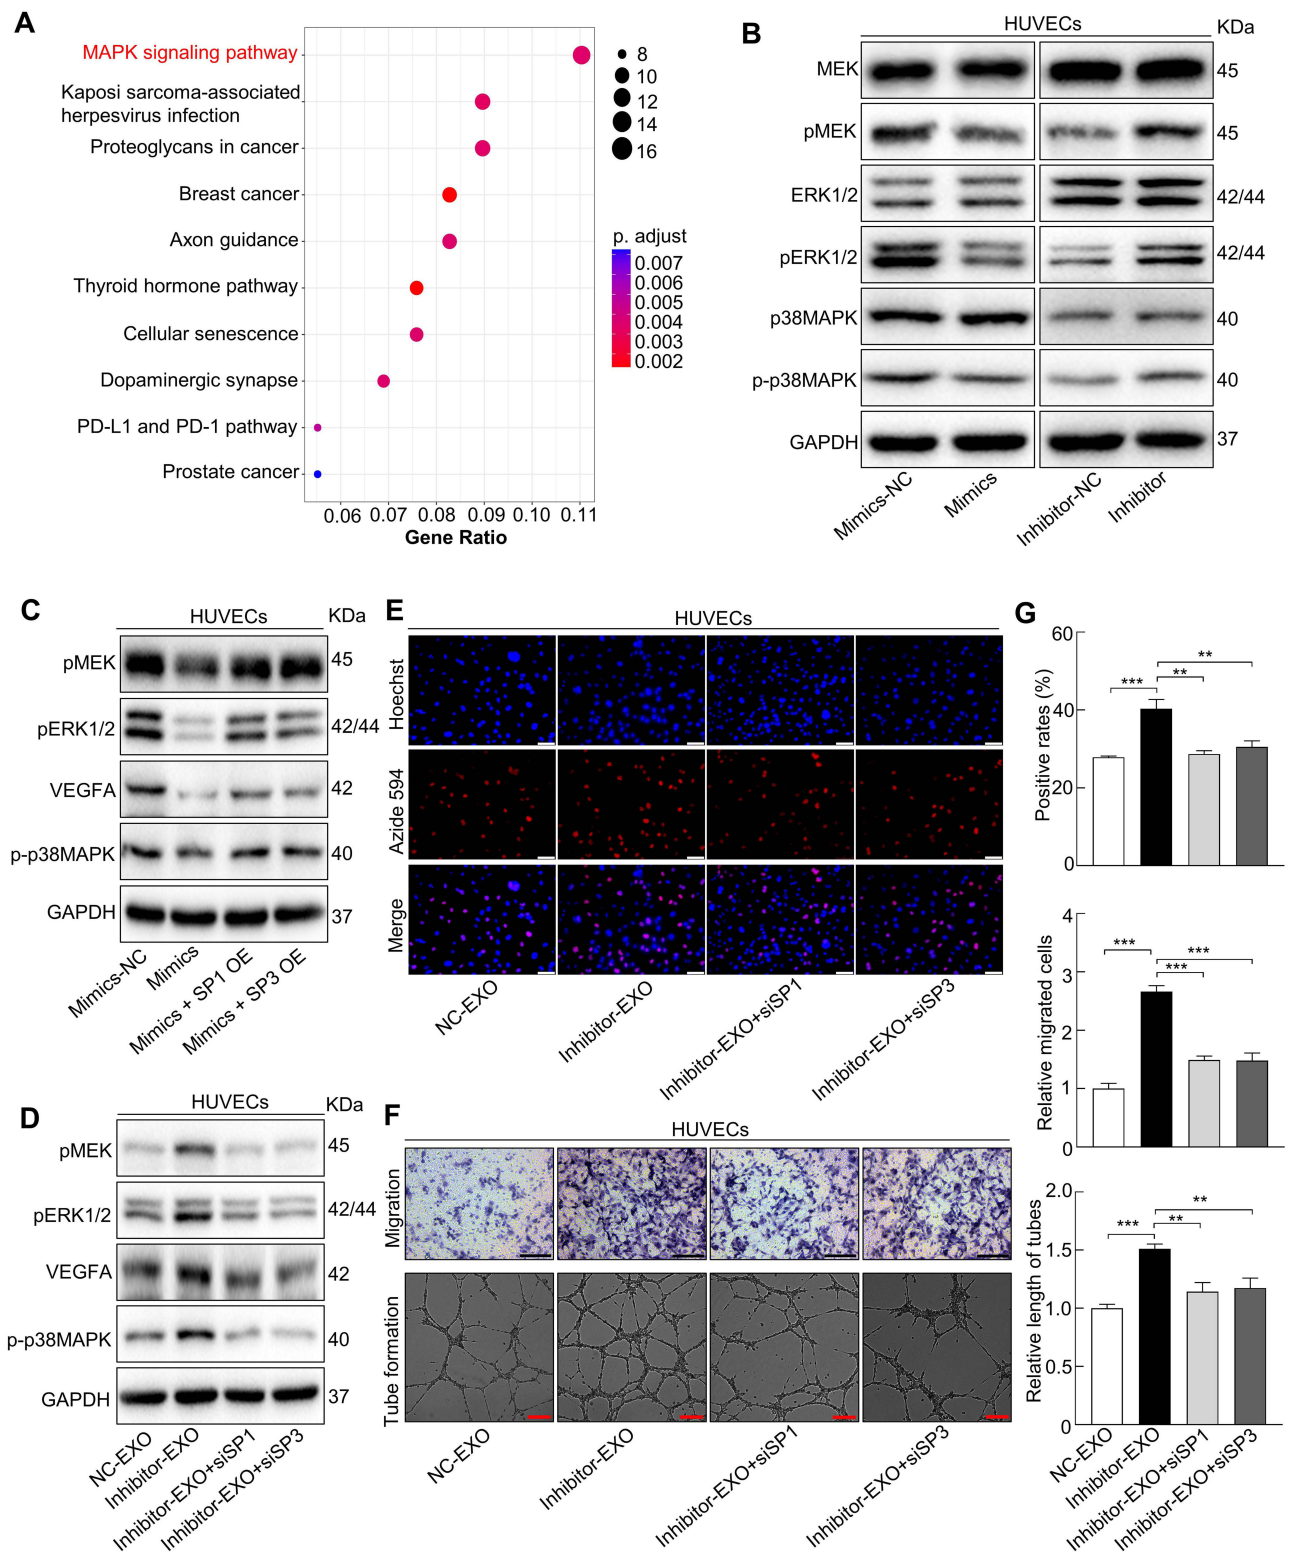 A
MAPK signaling pathway
Kaposi sarcoma-associated
herpesvirus infection
Proteoglycans in cancer
Breast cancer
Axon guidance
Thyroid hormone pathway
Cellular senescence
Dopaminergic synapse
PD-L1 and PD-1 pathway
Prostate cancer
0.06 0.07 0.08 0.09 0.10 0.11
Gene Ratio
8
10
12
14
16
p. adjust
0.007
0.006
0.005
0.004
0.003
0.002
B
HUVECs
KDa
MEK 45
pMEK 45
ERK1/2 42/44
pERK1/2 42/44
p38MAPK 40
p-p38MAPK 40
GAPDH 37
Mimics-NC
Mimics
Inhibitor-NC
Inhibitor
C
HUVECs
KDa
pMEK 45
pERK1/2 42/44
VEGFA 42
p-p38MAPK 40
GAPDH 37
Mimics-NC
Mimics
Mimics + SP1 OE
Mimics + SP3 OE
D
HUVECs
KDa
pMEK 45
pERK1/2 42/44
VEGFA 42
p-p38MAPK 40
GAPDH 37
NC-EXO
Inhibitor-EXO
Inhibitor-EXO+siSP1
Inhibitor-EXO+siSP3
E
HUVECs
Hoechst
Azide 594
Merge
NC-EXO
Inhibitor-EXO
Inhibitor-EXO+siSP1
Inhibitor-EXO+siSP3
F
HUVECs
Migration
Tube formation
NC-EXO
Inhibitor-EXO
Inhibitor-EXO+siSP1
Inhibitor-EXO+siSP3
G
Positive rates (%)
60
40
20
0
***
**
**
Relative migrated cells
4
3
2
1
0
***
***
***
Relative length of tubes
2.0
1.5
1.0
0.5
0
***
**
**
NC-EXO
Inhibitor-EXO
Inhibitor-EXO+siSP1
Inhibitor-EXO+siSP3